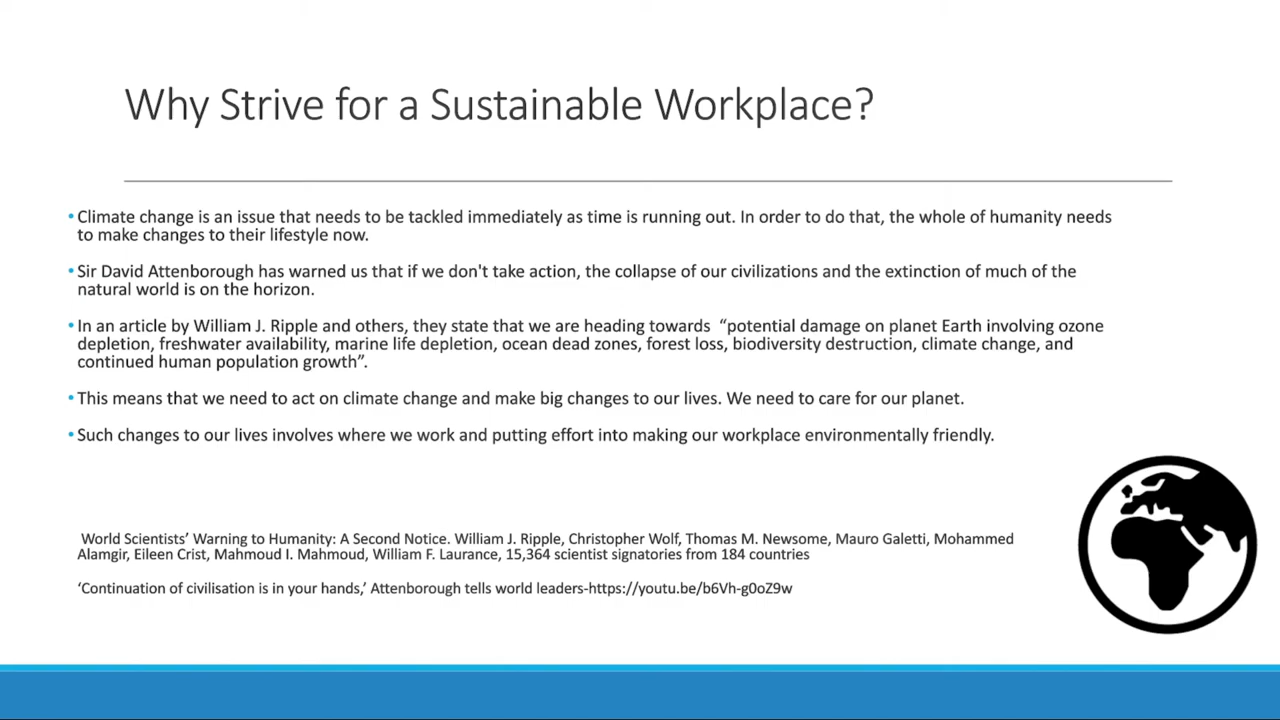 Why Strive for a Sustainable Workplace?
• Climate change is an issue that needs to be tackled immediately as time is running out. In order to do that, the whole of humanity needs
to make changes to their lifestyle now.
• Sir David Attenborough has warned us that if we don't take action, the collapse of our civilizations and the extinction of much of the
natural world is on the horizon.
• In an article by William J. Ripple and others, they state that we are heading towards “potential damage on planet Earth involving ozone
depletion, freshwater availability, marine life depletion, ocean dead zones, forest loss, biodiversity destruction, climate change, and
continued human population growth”.
• This means that we need to act on climate change and make big changes to our lives. We need to care for our planet.
• Such changes to our lives involves where we work and putting effort into making our workplace environmentally friendly.
World Scientists’ Warning to Humanity: A Second Notice. William J. Ripple, Christopher Wolf, Thomas M. Newsome, Mauro Galetti, Mohammed
Alamgir, Eileen Crist, Mahmoud I. Mahmoud, William F. Laurance, 15,364 scientist signatories from 184 countries
‘Continuation of civilisation is in your hands,’ Attenborough tells world leaders-https://youtu.be/b6Vh-g0oZ9w